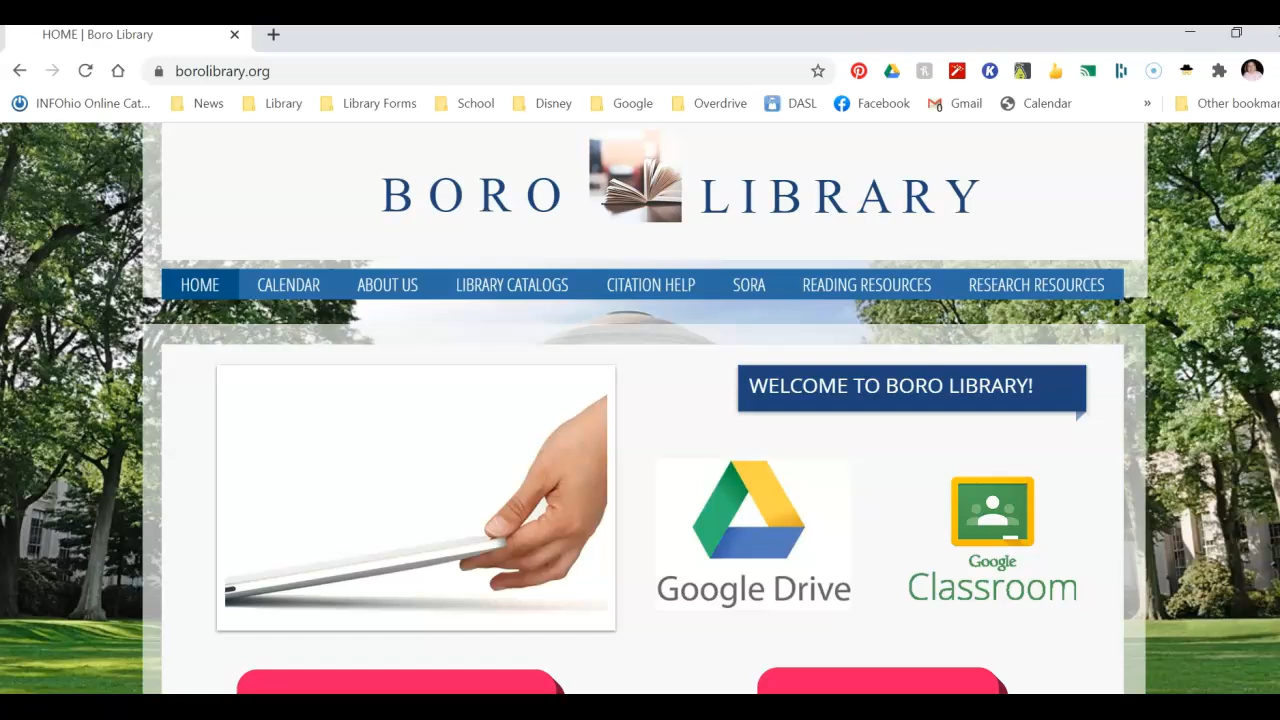 HOME | Boro Library
borolibrary.org
INFOhio Online Cat... News Library Library Forms School Disney Google Overdrive DASL Facebook Gmail Calendar » Other bookmar
BORO LIBRARY
HOME CALENDAR ABOUT US LIBRARY CATALOGS CITATION HELP SORA READING RESOURCES RESEARCH RESOURCES
WELCOME TO BORO LIBRARY!
Google Drive
Google
Classroom